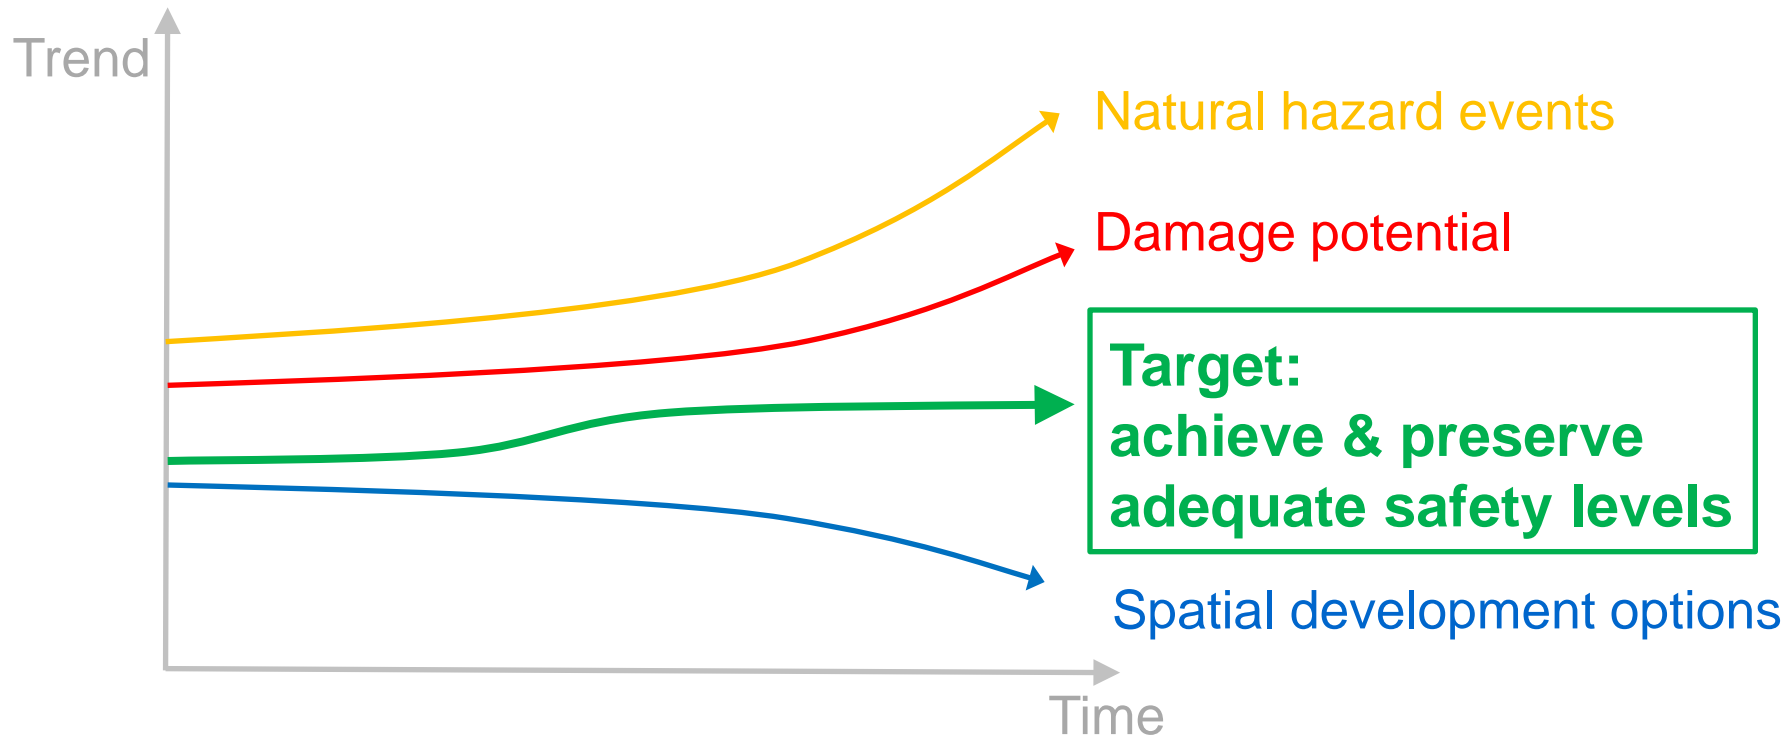 Trend
Natural hazard events
Damage potential
Target:
achieve & preserve
adequate safety levels
Spatial development options
Time